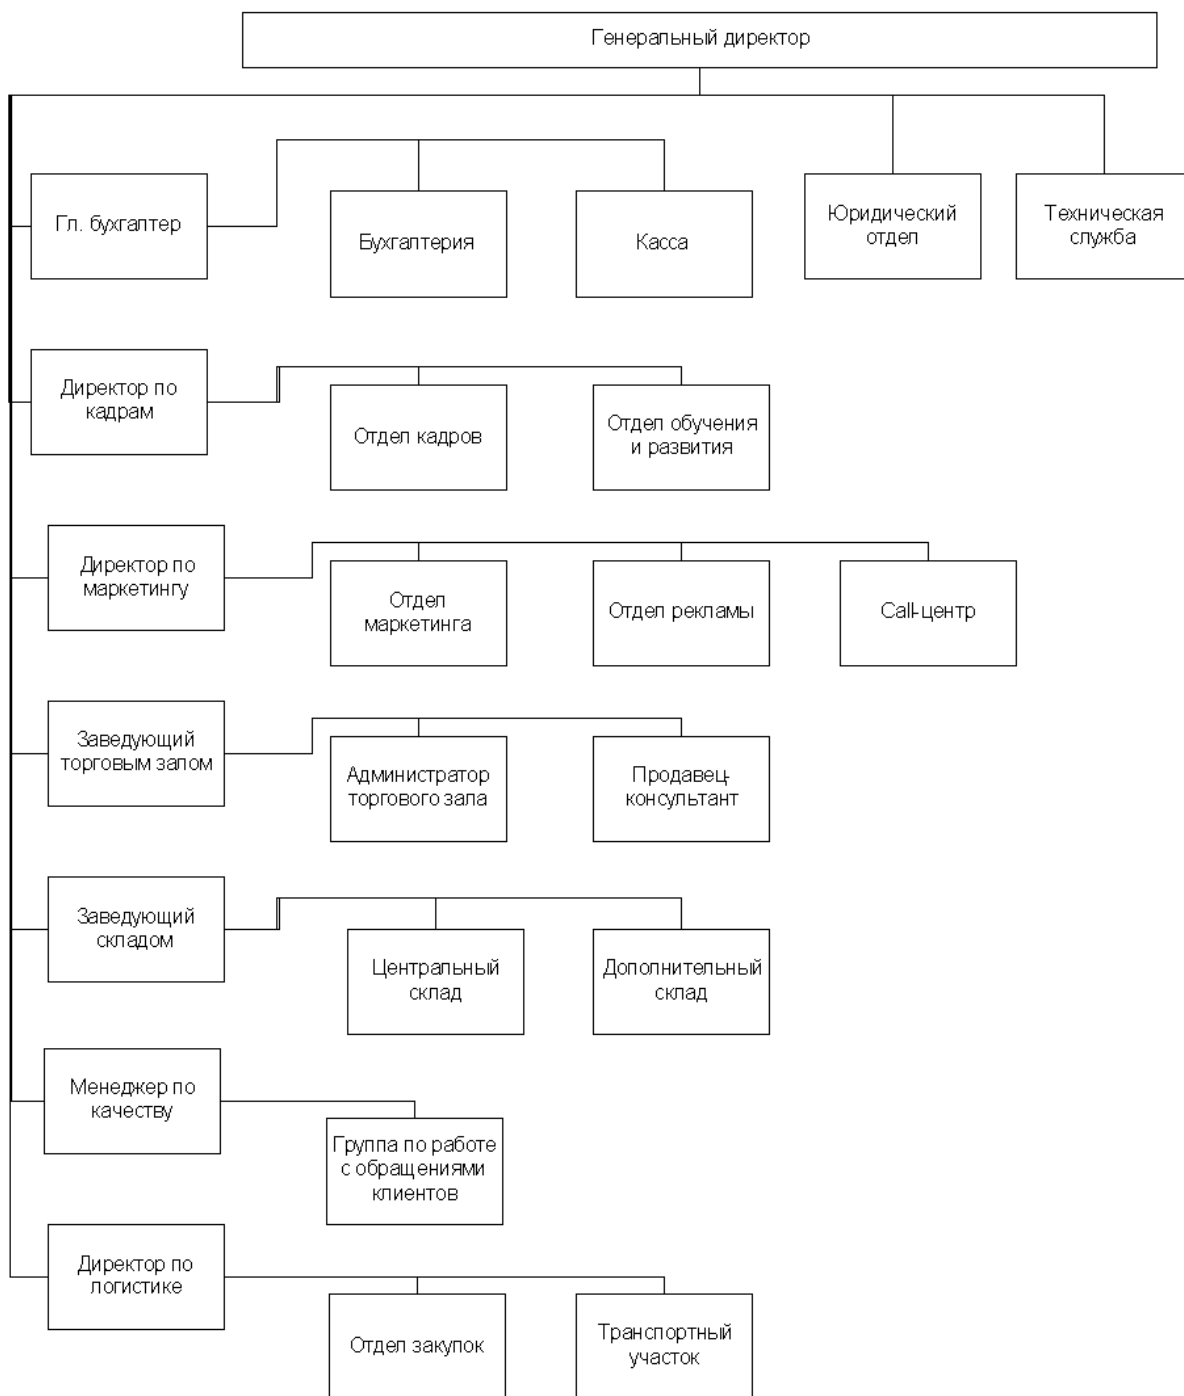 Генеральный директор
Гл. бухгалтер
Бухгалтерия
Касса
Юридический
отдел
Техническая
служба
Директор по
кадрам
Отдел кадров
Отдел обучения
и развития
Директор по
маркетингу
Отдел
маркетинга
Отдел рекламы
Call-центр
Заведующий
торговым залом
Администратор
торгового зала
Продавец-
консультант
Заведующий
складом
Центральный
склад
Дополнительный
склад
Менеджер по
качеству
Группа по работе
с обращениями
клиентов
Директор по
логистике
Отдел закупок
Транспортный
участок